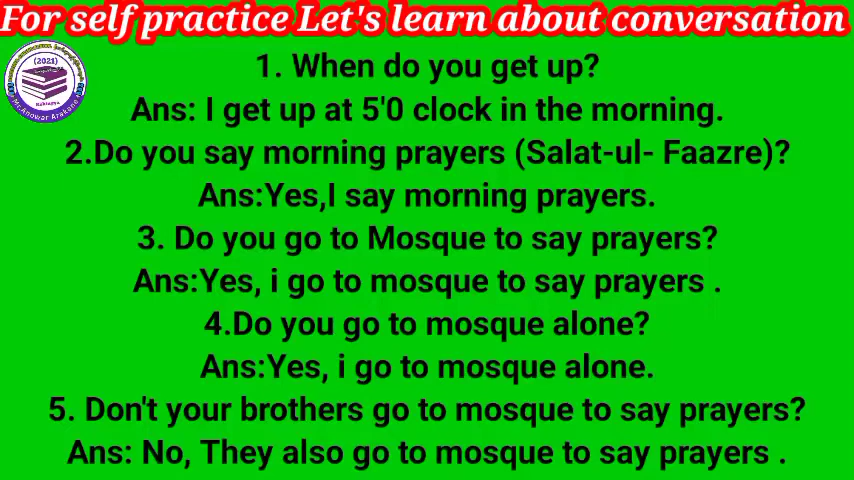 For self practice Let's learn about conversation
(2021)
Mr.Anowar Arakane
1. When do you get up?
Ans: I get up at 5'0 clock in the morning.
2.Do you say morning prayers (Salat-ul- Faazre)?
Ans:Yes,I say morning prayers.
3. Do you go to Mosque to say prayers?
Ans:Yes, i go to mosque to say prayers .
4.Do you go to mosque alone?
Ans:Yes, i go to mosque alone.
5. Don't your brothers go to mosque to say prayers?
Ans: No, They also go to mosque to say prayers .